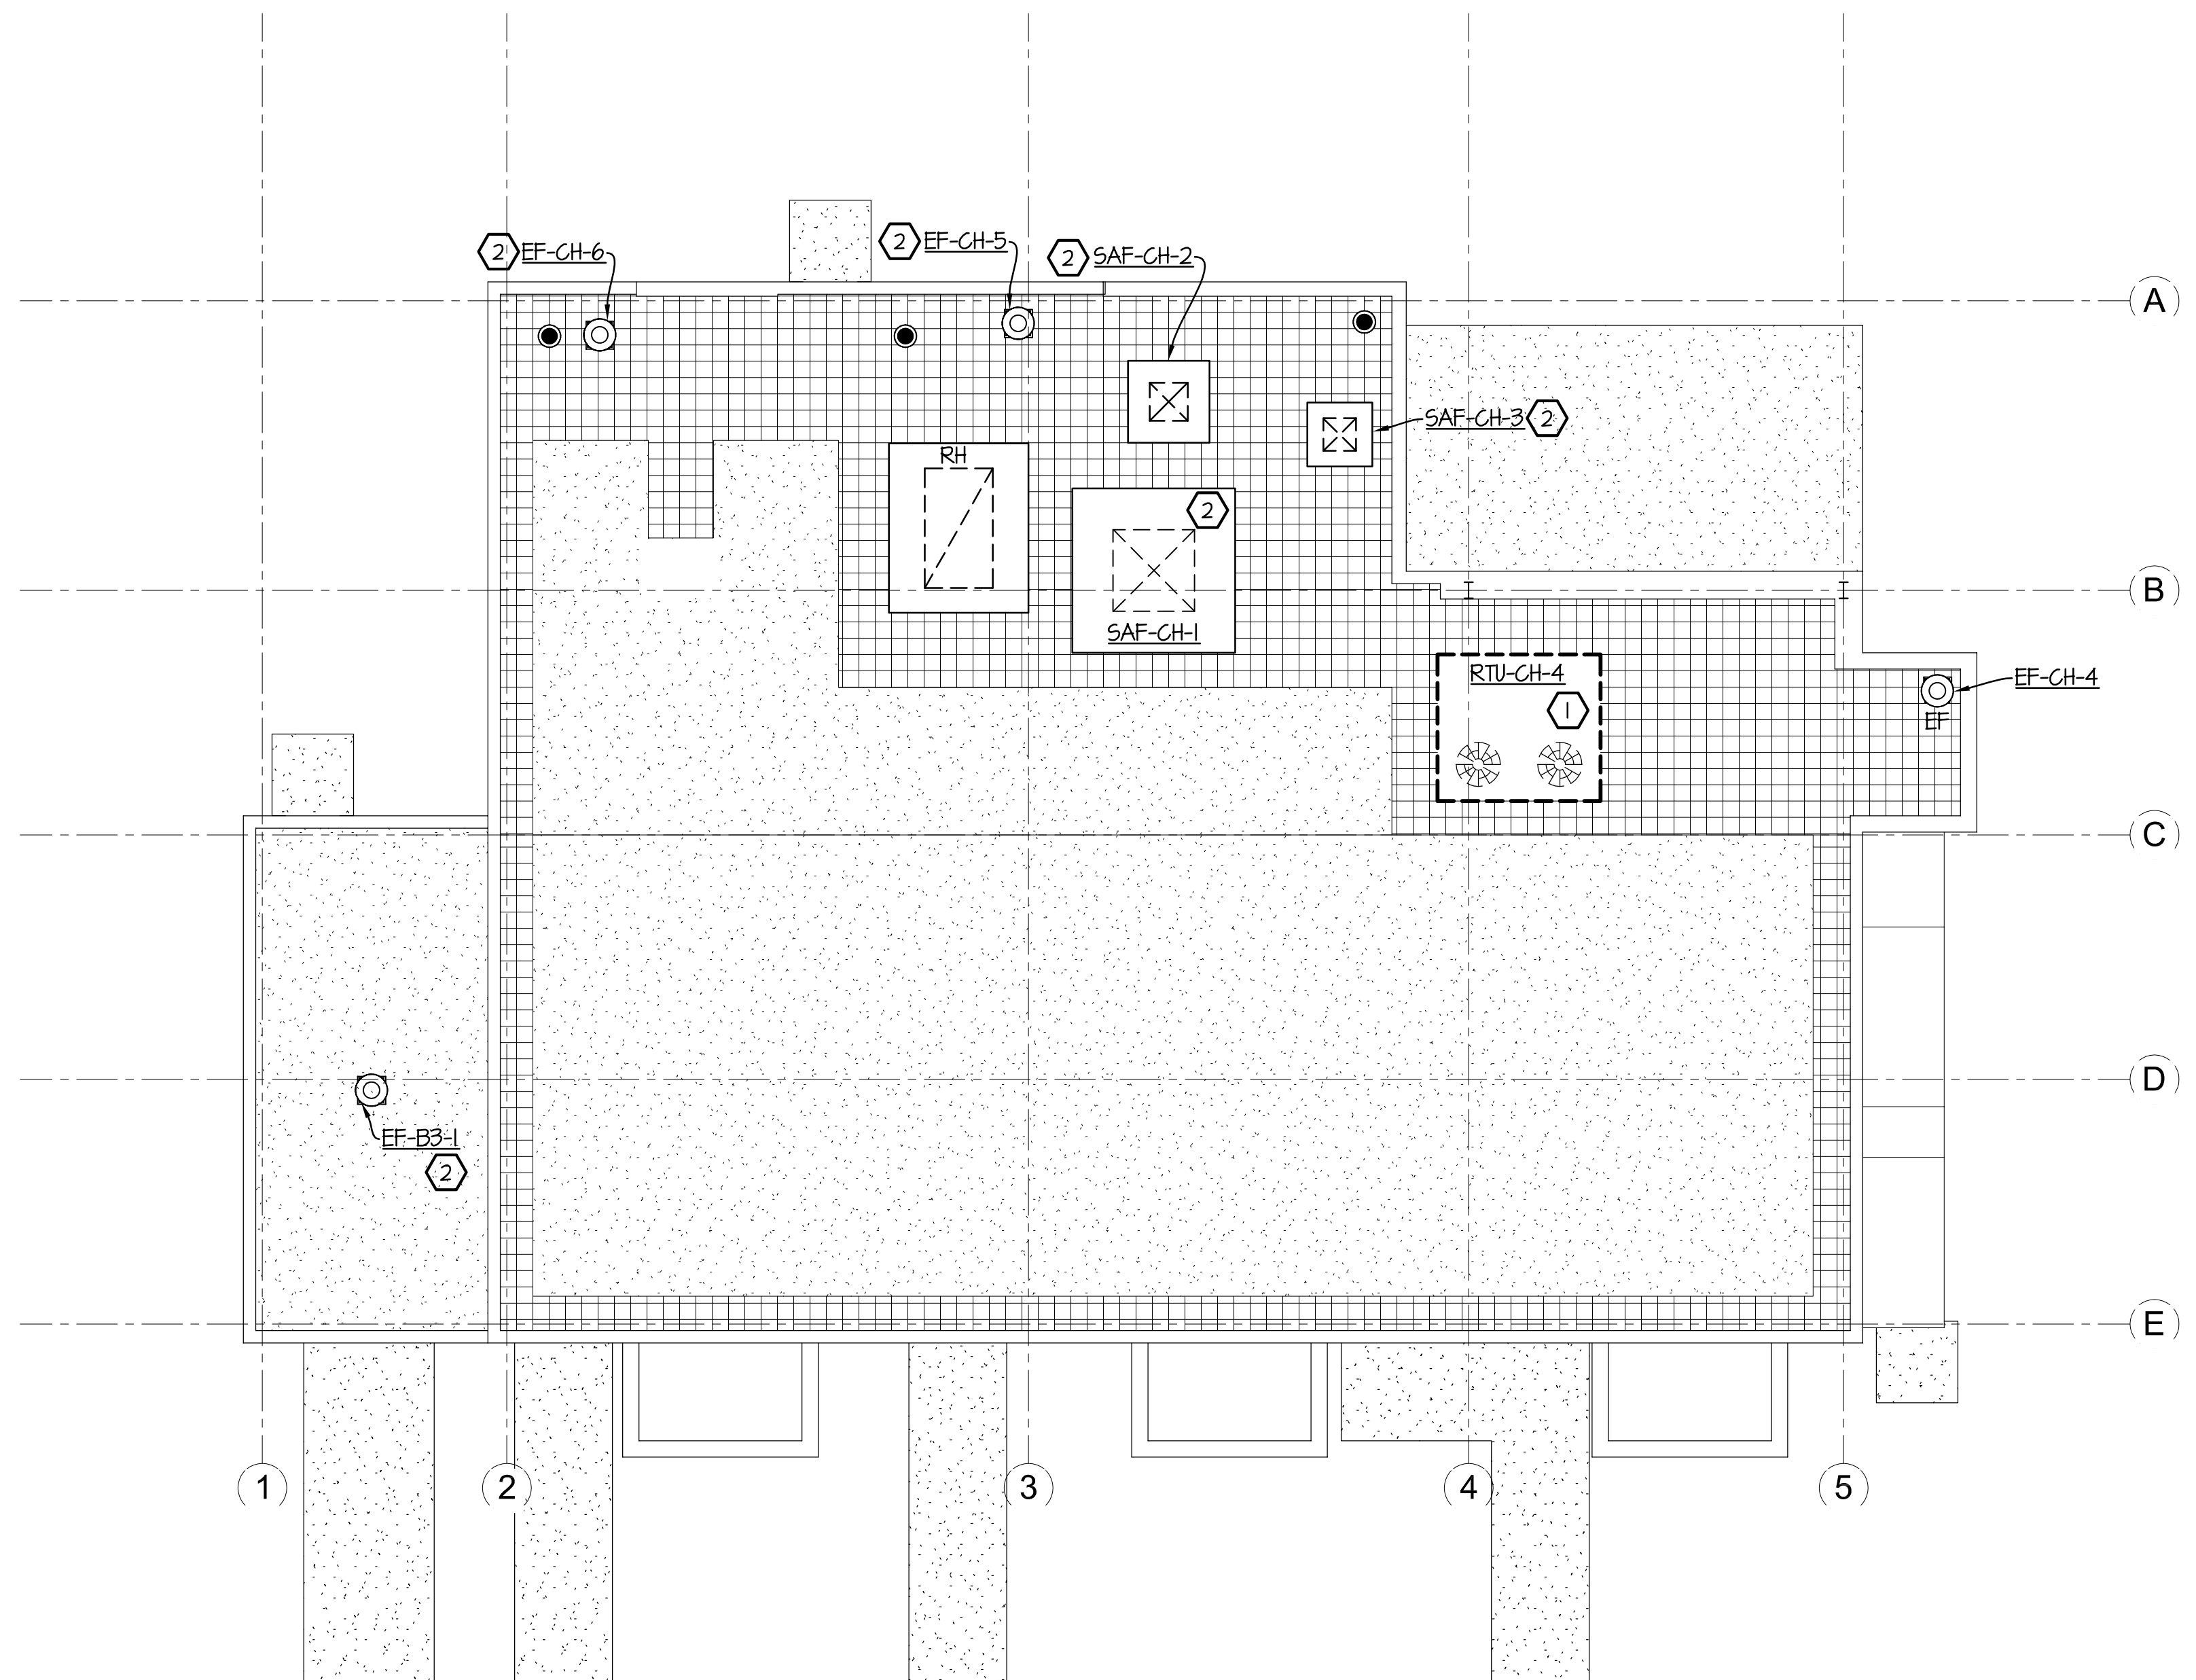 2 EF-CH-6
2 EF-CH-5
2 SAF-CH-2
A
SAF-CH-3 2
RH
2
SAF-CH-1
B
RTU-CH-4
1
EF-CH-4
EF
C
D
EF-B3-1
2
E
1 2 3 4 5